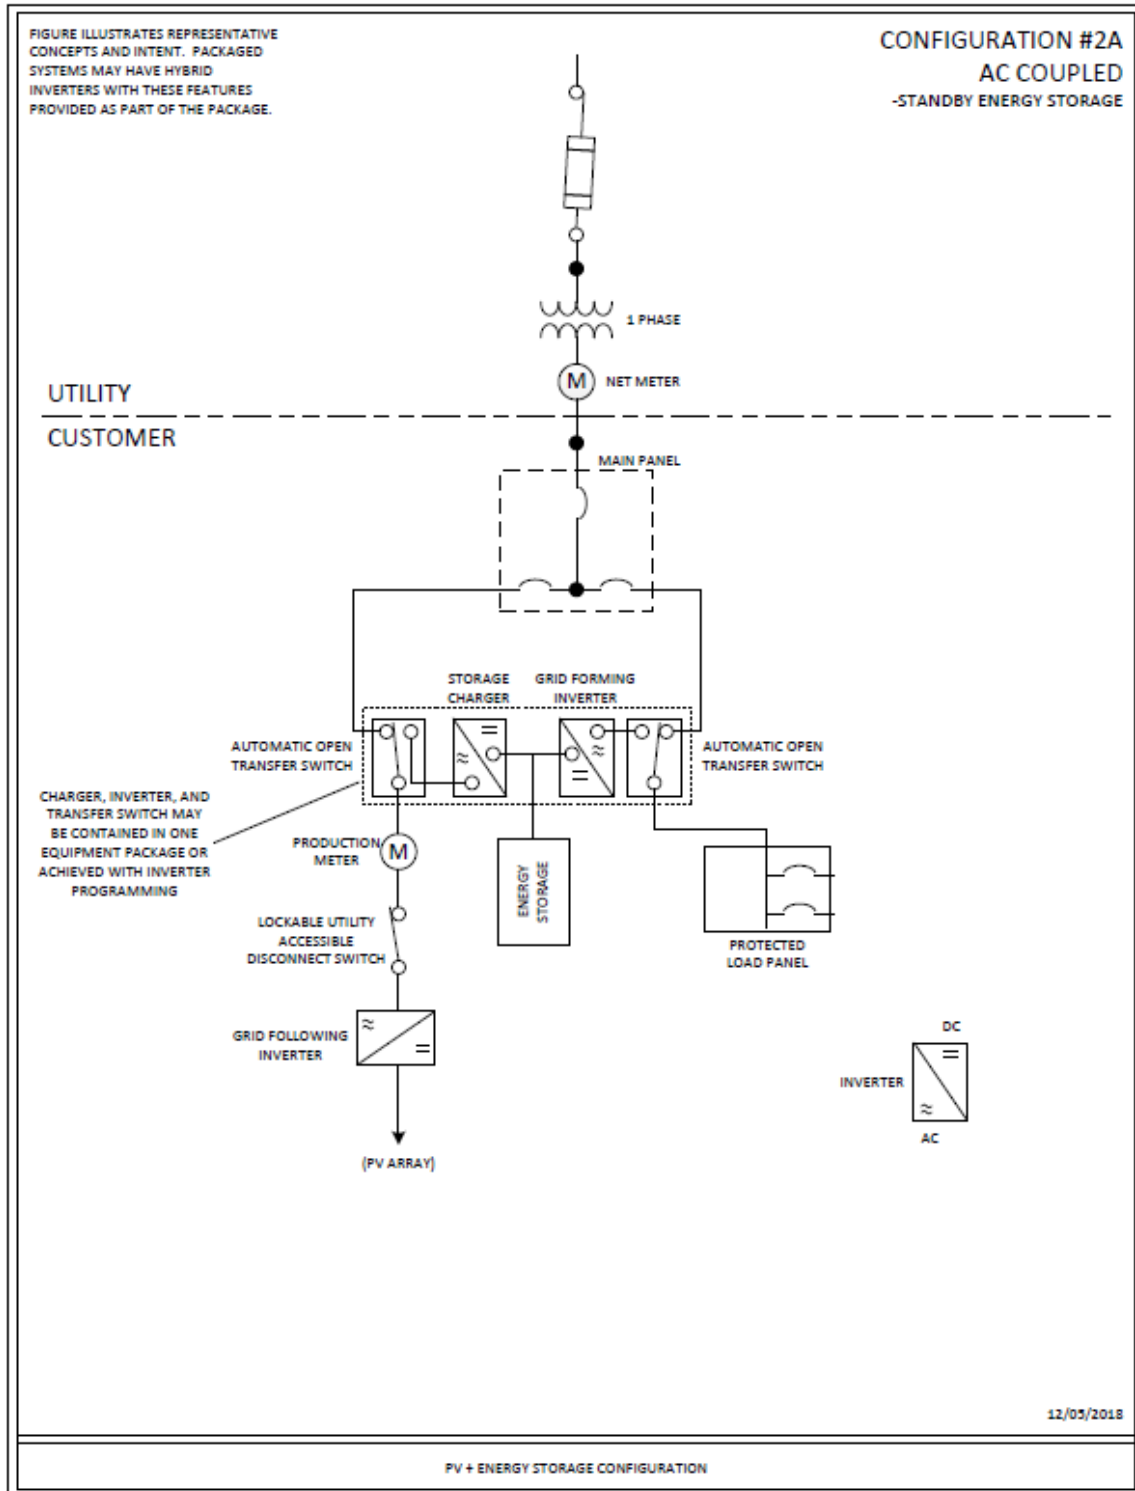 FIGURE ILLUSTRATES REPRESENTATIVE
CONCEPTS AND INTENT. PACKAGED
SYSTEMS MAY HAVE HYBRID
INVERTERS WITH THESE FEATURES
PROVIDED AS PART OF THE PACKAGE.
CONFIGURATION #2A
AC COUPLED
-STANDBY ENERGY STORAGE
1 PHASE
M
NET METER
UTILITY
CUSTOMER
MAIN PANEL
STORAGE
CHARGER
GRID FORMING
INVERTER
AUTOMATIC OPEN
TRANSFER SWITCH
AUTOMATIC OPEN
TRANSFER SWITCH
CHARGER, INVERTER, AND
TRANSFER SWITCH MAY
BE CONTAINED IN ONE
EQUIPMENT PACKAGE OR
ACHIEVED WITH INVERTER
PROGRAMMING
PRODUCTION
METER
M
ENERGY
STORAGE
LOCKABLE UTILITY
ACCESSIBLE
DISCONNECT SWITCH
PROTECTED
LOAD PANEL
GRID FOLLOWING
INVERTER
DC
INVERTER
AC
(PV ARRAY)
12/05/2018
PV + ENERGY STORAGE CONFIGURATION